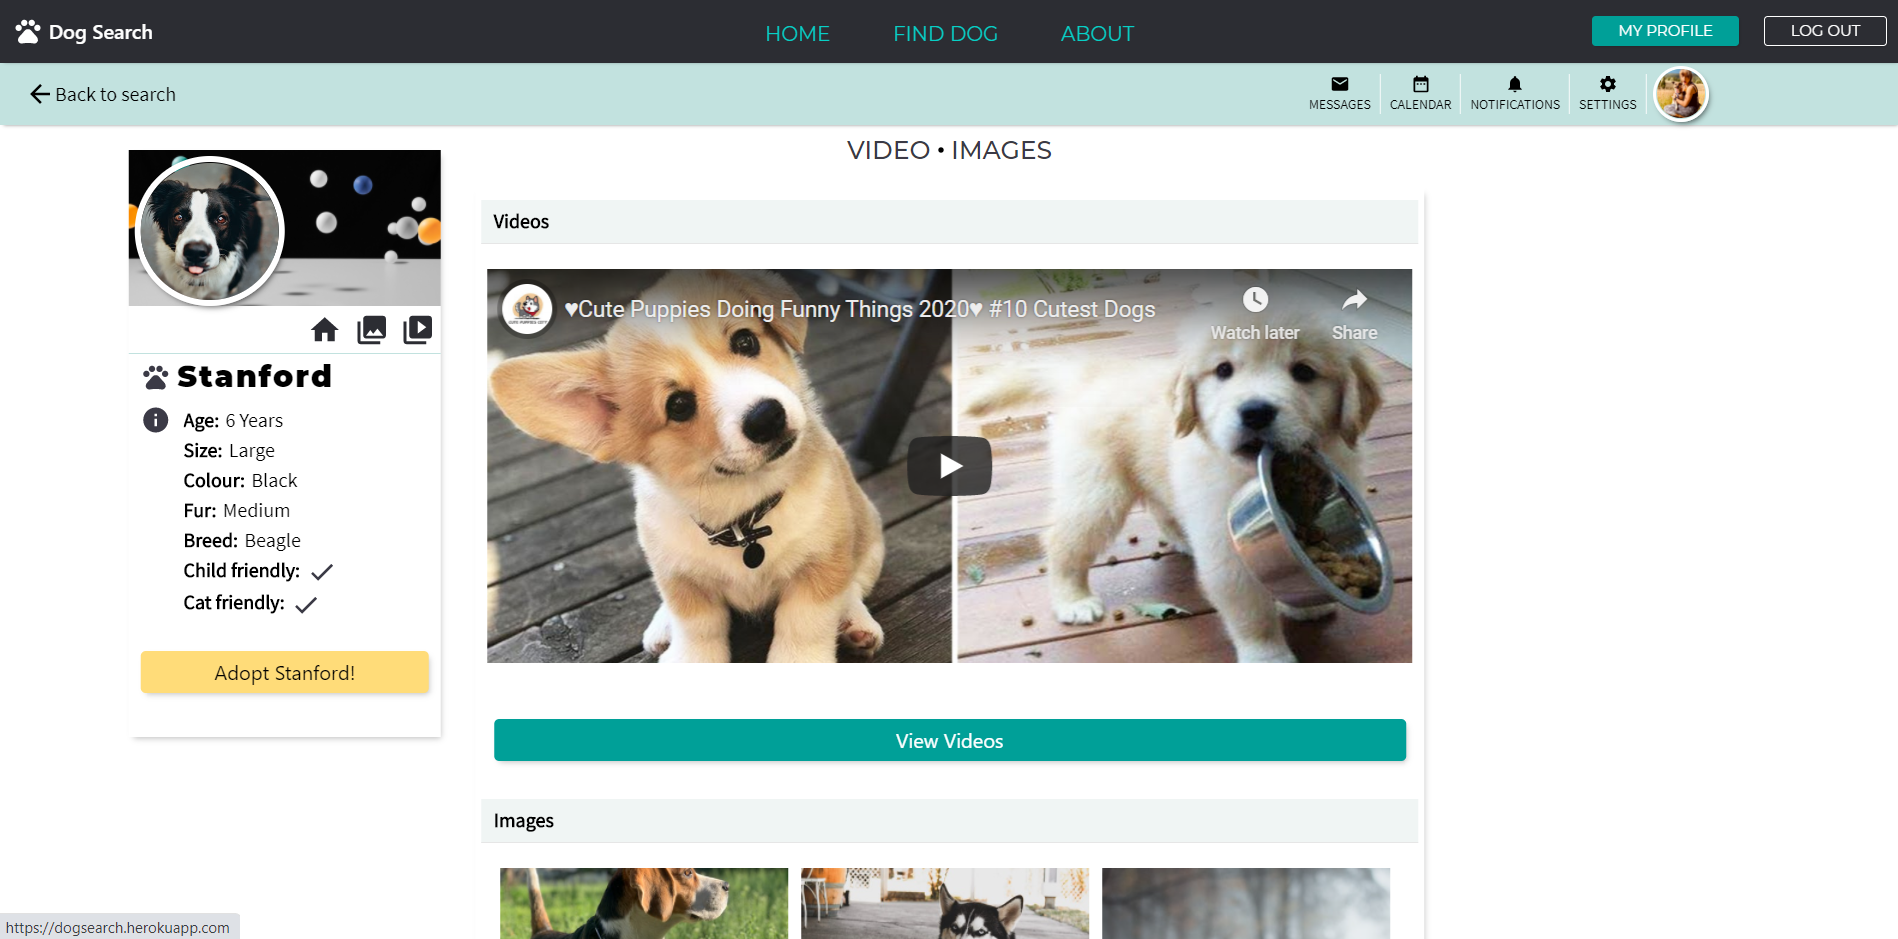 Dog Search
HOME
FIND DOG
ABOUT
MY PROFILE
LOG OUT
Back to search
MESSAGES
CALENDAR
NOTIFICATIONS
SETTINGS
VIDEO • IMAGES
Stanford
Age: 6 Years
Size: Large
Colour: Black
Fur: Medium
Breed: Beagle
Child friendly:
Cat friendly:
Adopt Stanford!
Videos
♥Cute Puppies Doing Funny Things 2020♥ #10 Cutest Dogs
Watch later
Share
View Videos
Images
https://dogsearch.herokuapp.com